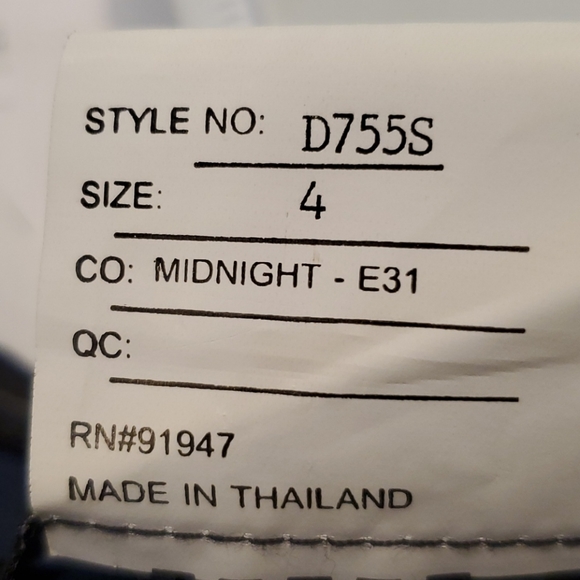 STYLE NO: D755S
SIZE: 4
CO: MIDNIGHT - E31
QC:
RN#91947
MADE IN THAILAND